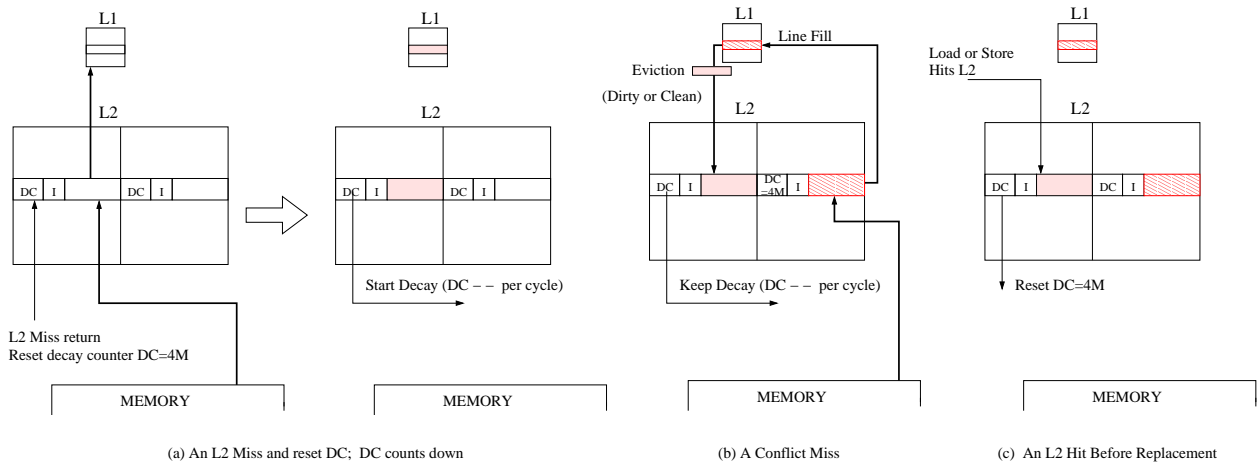 L1
L2
DC I DC I
L2 Miss return
Reset decay counter DC=4M
MEMORY
L1
L2
DC I DC I
Start Decay (DC − − per cycle)
MEMORY
(a) An L2 Miss and reset DC; DC counts down
L1
Line Fill
Eviction
(Dirty or Clean)
L2
DC I DC =4M I
Keep Decay (DC − − per cycle)
MEMORY
(b) A Conflict Miss
L1
Load or Store
Hits L2
L2
DC I DC I
Reset DC=4M
MEMORY
(c) An L2 Hit Before Replacement